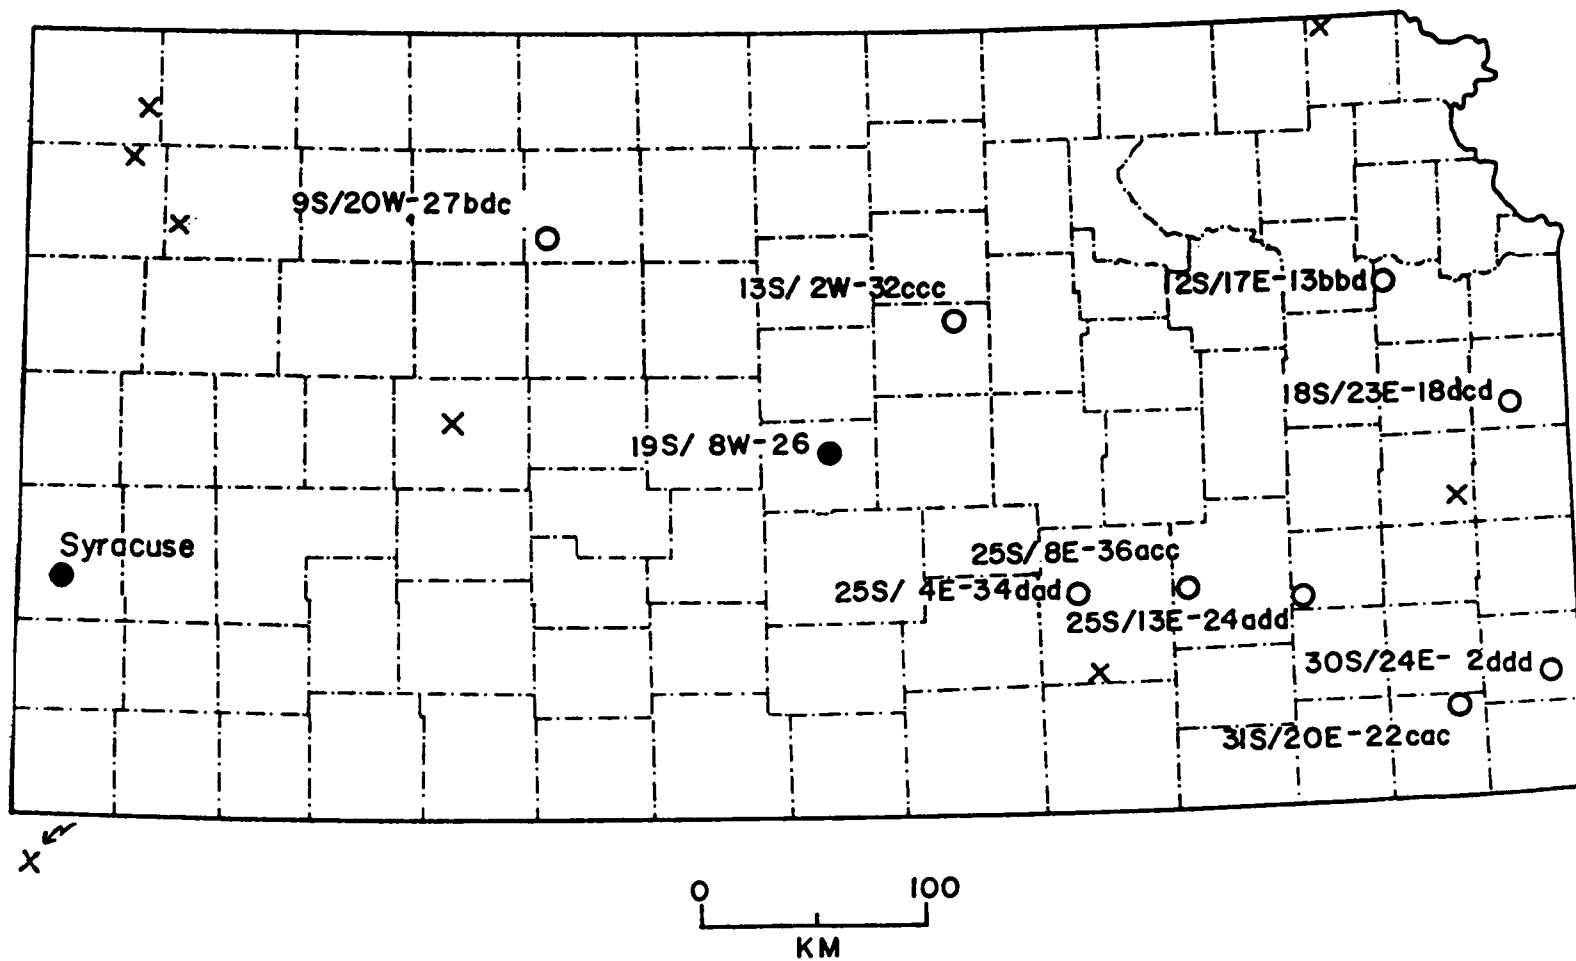 9S/20W-27bdc
13S/ 2W-32ccc
12S/17E-13bbd
18S/23E-18dcd
19S/ 8W-26
Syracuse
25S/ 8E-36acc
25S/ 4E-34dad
25S/13E-24add
30S/24E- 2ddd
31S/20E-22cac
X
0 100
KM